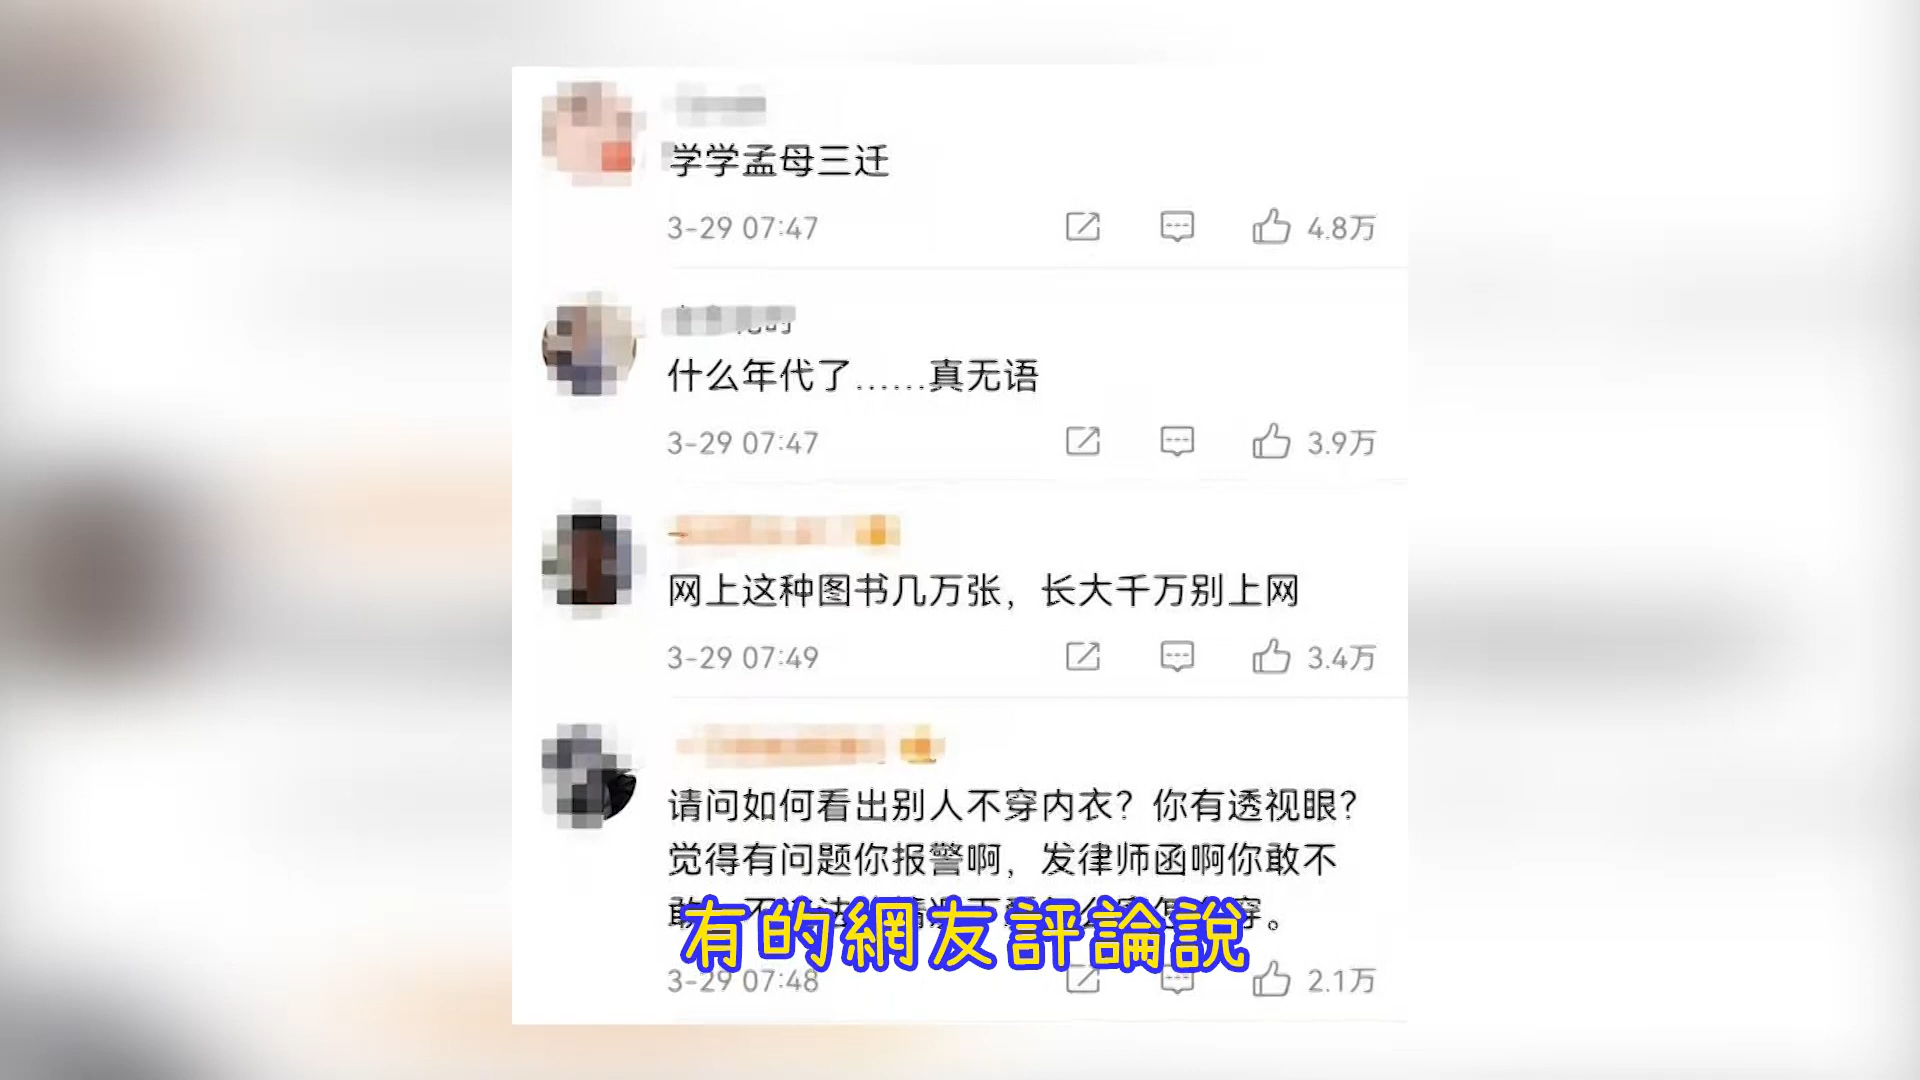 学学孟母三迁
3-29 07:47
4.8万
什么年代了......真无语
3-29 07:47
3.9万
网上这种图书几万张，长大千万别上网
3-29 07:49
3.4万
请问如何看出别人不穿内衣？你有透视眼？
觉得有问题你报警啊，发律师函啊你敢不
敢
穿。
有的網友評論說
3-29 07:48
2.1万